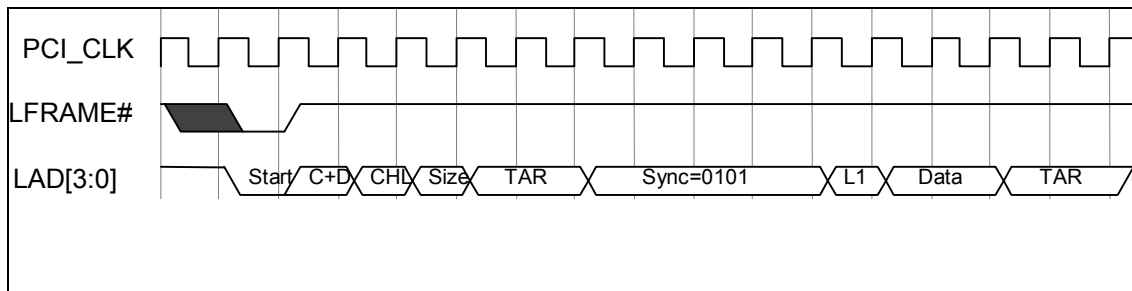 PCI_CLK
LFRAME#
LAD[3:0] Start C+D CHL Size TAR Sync=0101 L1 Data TAR